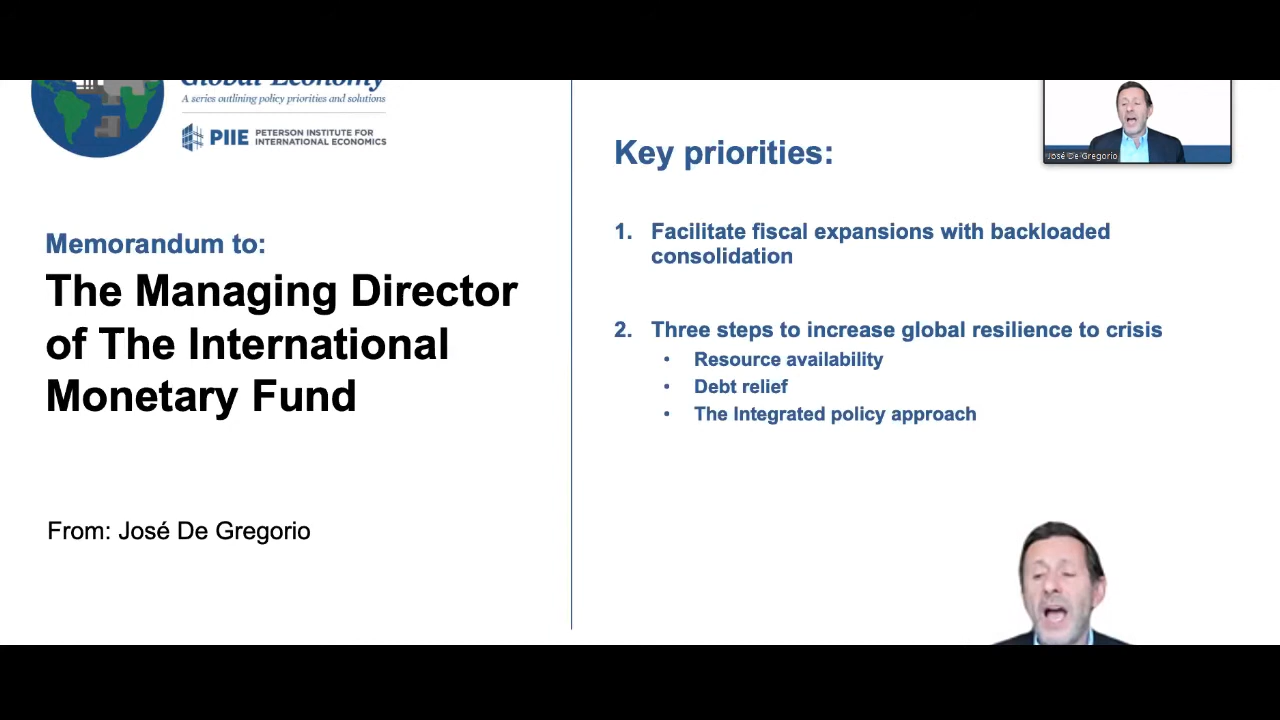 Global Economy
A series outlining policy priorities and solutions
PIIE PETERSON INSTITUTE FOR
INTERNATIONAL ECONOMICS
Memorandum to:
The Managing Director
of The International
Monetary Fund
From: José De Gregorio
Key priorities:
1. Facilitate fiscal expansions with backloaded
consolidation
2. Three steps to increase global resilience to crisis
• Resource availability
• Debt relief
• The Integrated policy approach
José De Gregorio